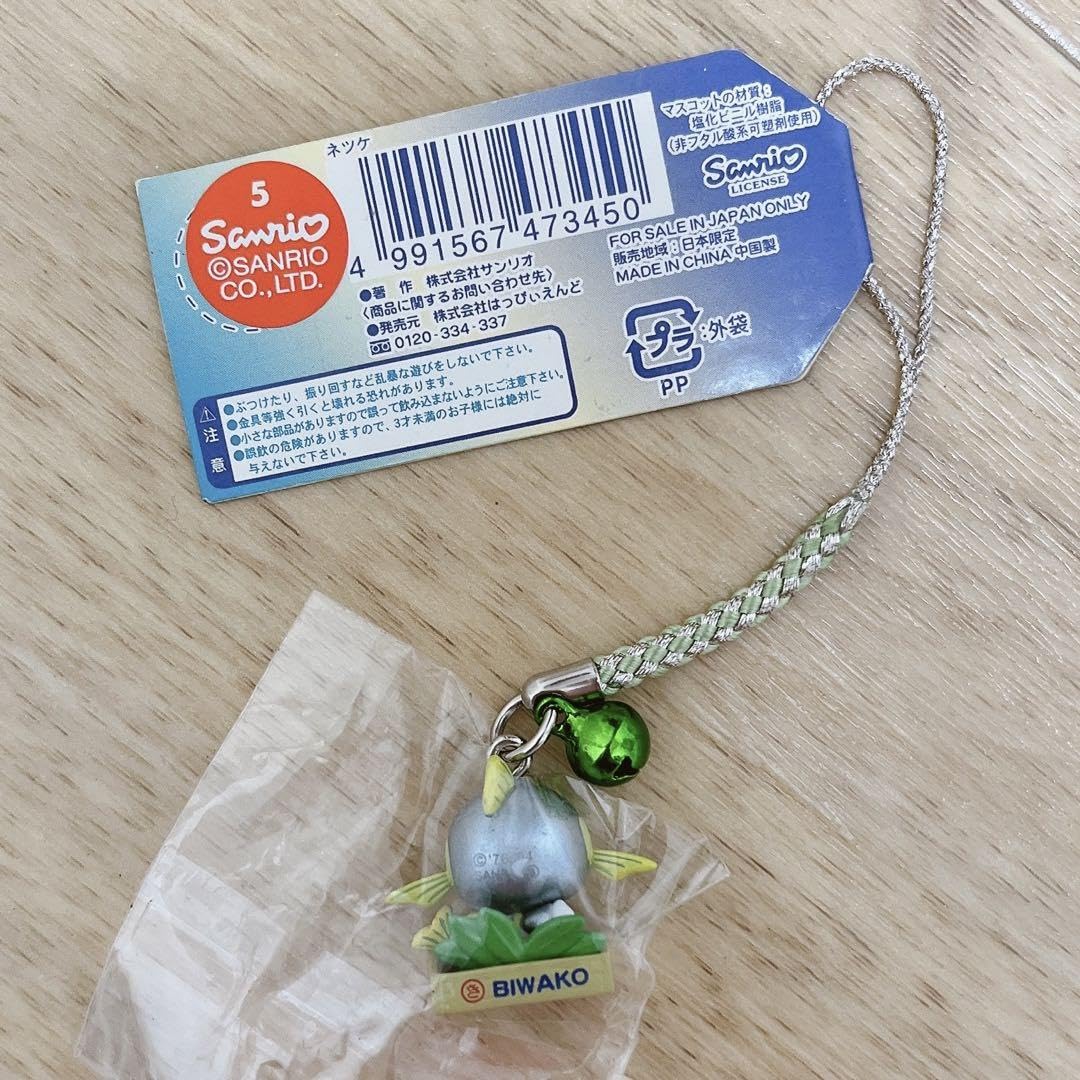 ネツケ
5
Sanrio
©SANRIO
CO.,LTD.
4 991567 473450
●著 作 株式会社サンリオ
〈商品に関するお問い合わせ先〉
●発売元 株式会社はっぴぃえんど
0120-334-337
マスコットの材質:
塩化ビニル樹脂
(非フタル酸系可塑剤使用)
Sanrio
LICENSE
FOR SALE IN JAPAN ONLY
販売地域:日本限定
MADE IN CHINA 中国製
プラ:外袋
PP
注意
●ぶつけたり、振り回すなど乱暴な遊びをしないで下さい。
●金具等強く引くと壊れる恐れがあります。
●小さな部品がありますので誤って飲み込まないようにご注意下さい。
●誤飲の危険がありますので、3才未満のお子様には絶対に
与えないで下さい。
BIWAKO